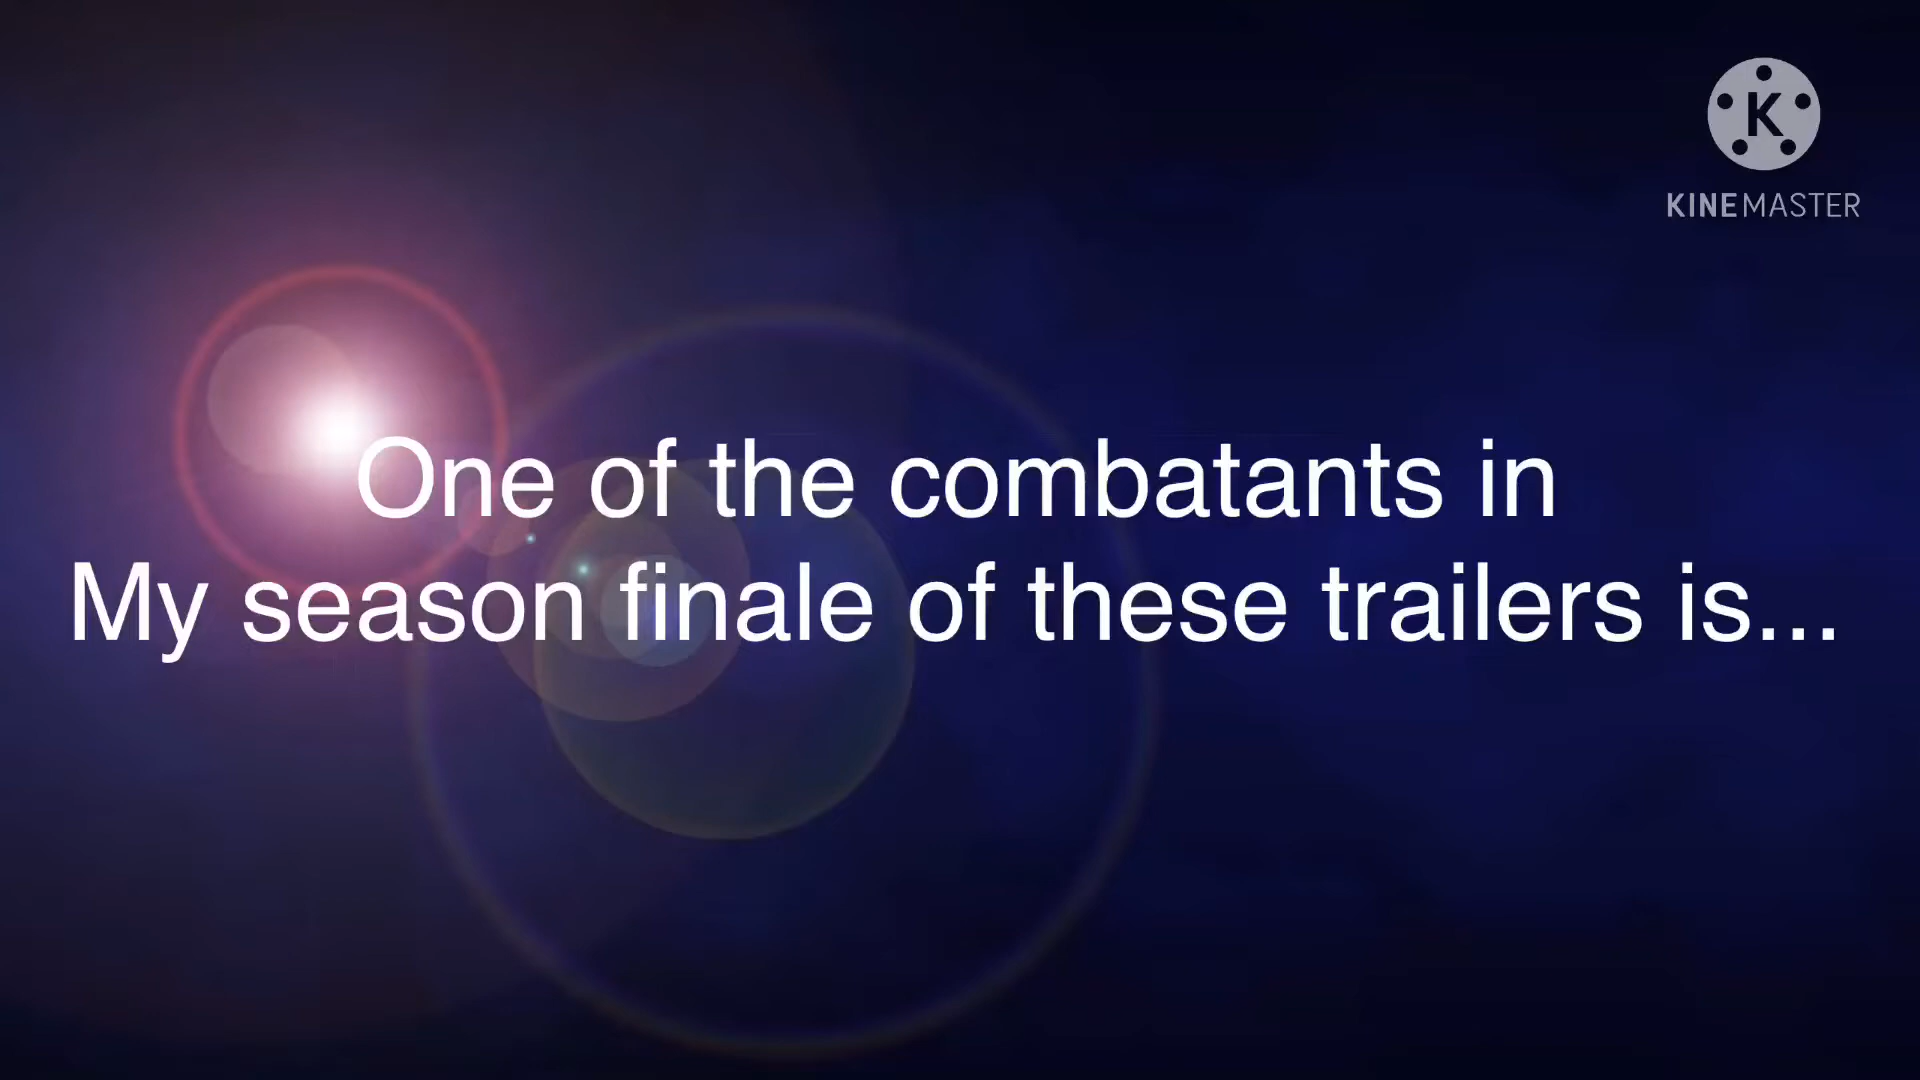 K
KINEMASTER
One of the combatants in
My season finale of these trailers is...